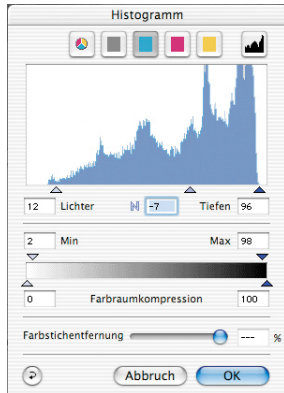 Histogramm
12 Lichter -7 Tiefen 96
2 Min Max 98
0 Farbraumkompression 100
Farbstichentfernung --- %
Abbruch OK